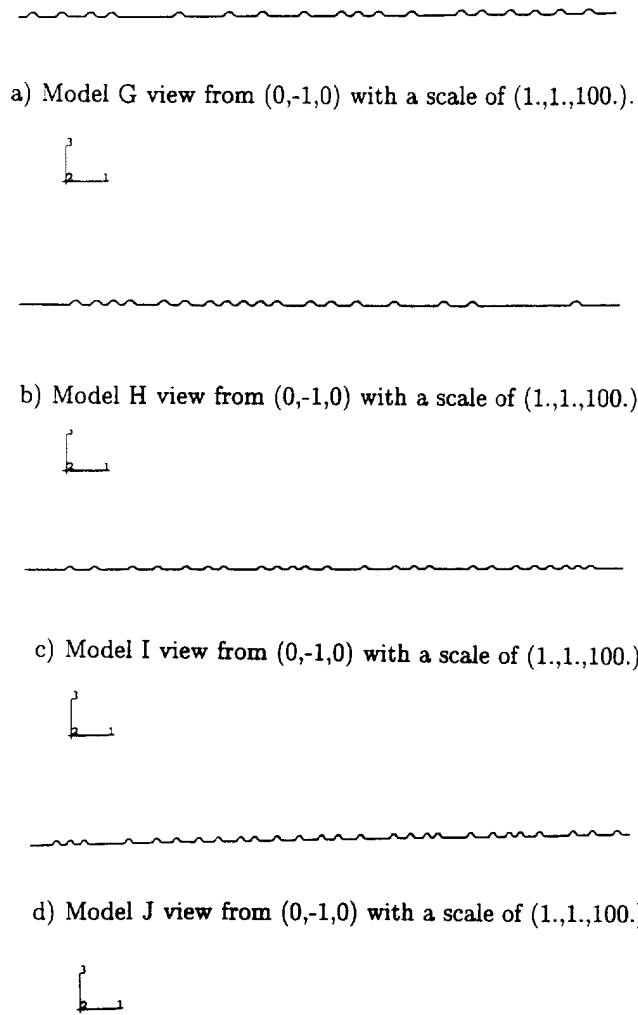 a) Model G view from (0,-1,0) with a scale of (1.,1.,100.).
3
2 1
b) Model H view from (0,-1,0) with a scale of (1.,1.,100.)
3
2 1
c) Model I view from (0,-1,0) with a scale of (1.,1.,100.)
3
2 1
d) Model J view from (0,-1,0) with a scale of (1.,1.,100.
3
2 1